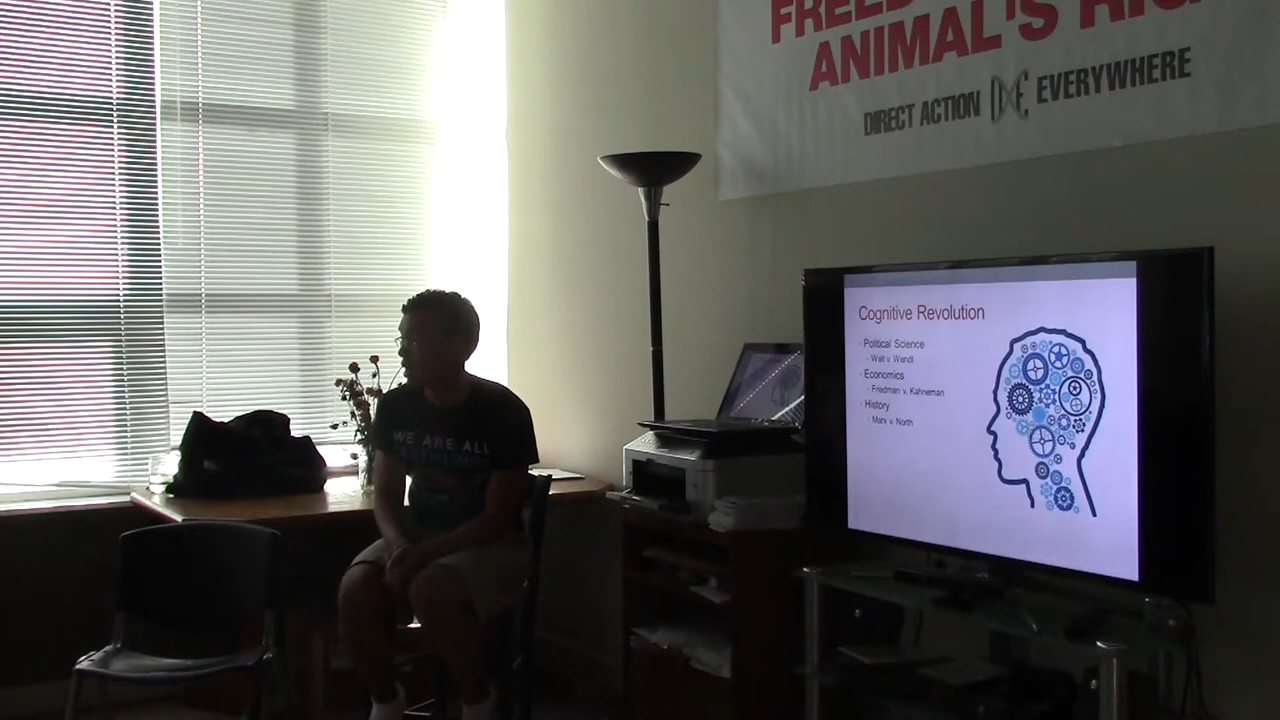 ANIMAL'S
DIRECT ACTION EVERYWHERE
WE ARE ALL
Cognitive Revolution
Political Science
Walt v. Wendt
Economics
Friedman v. Kahneman
History
Marx v. North